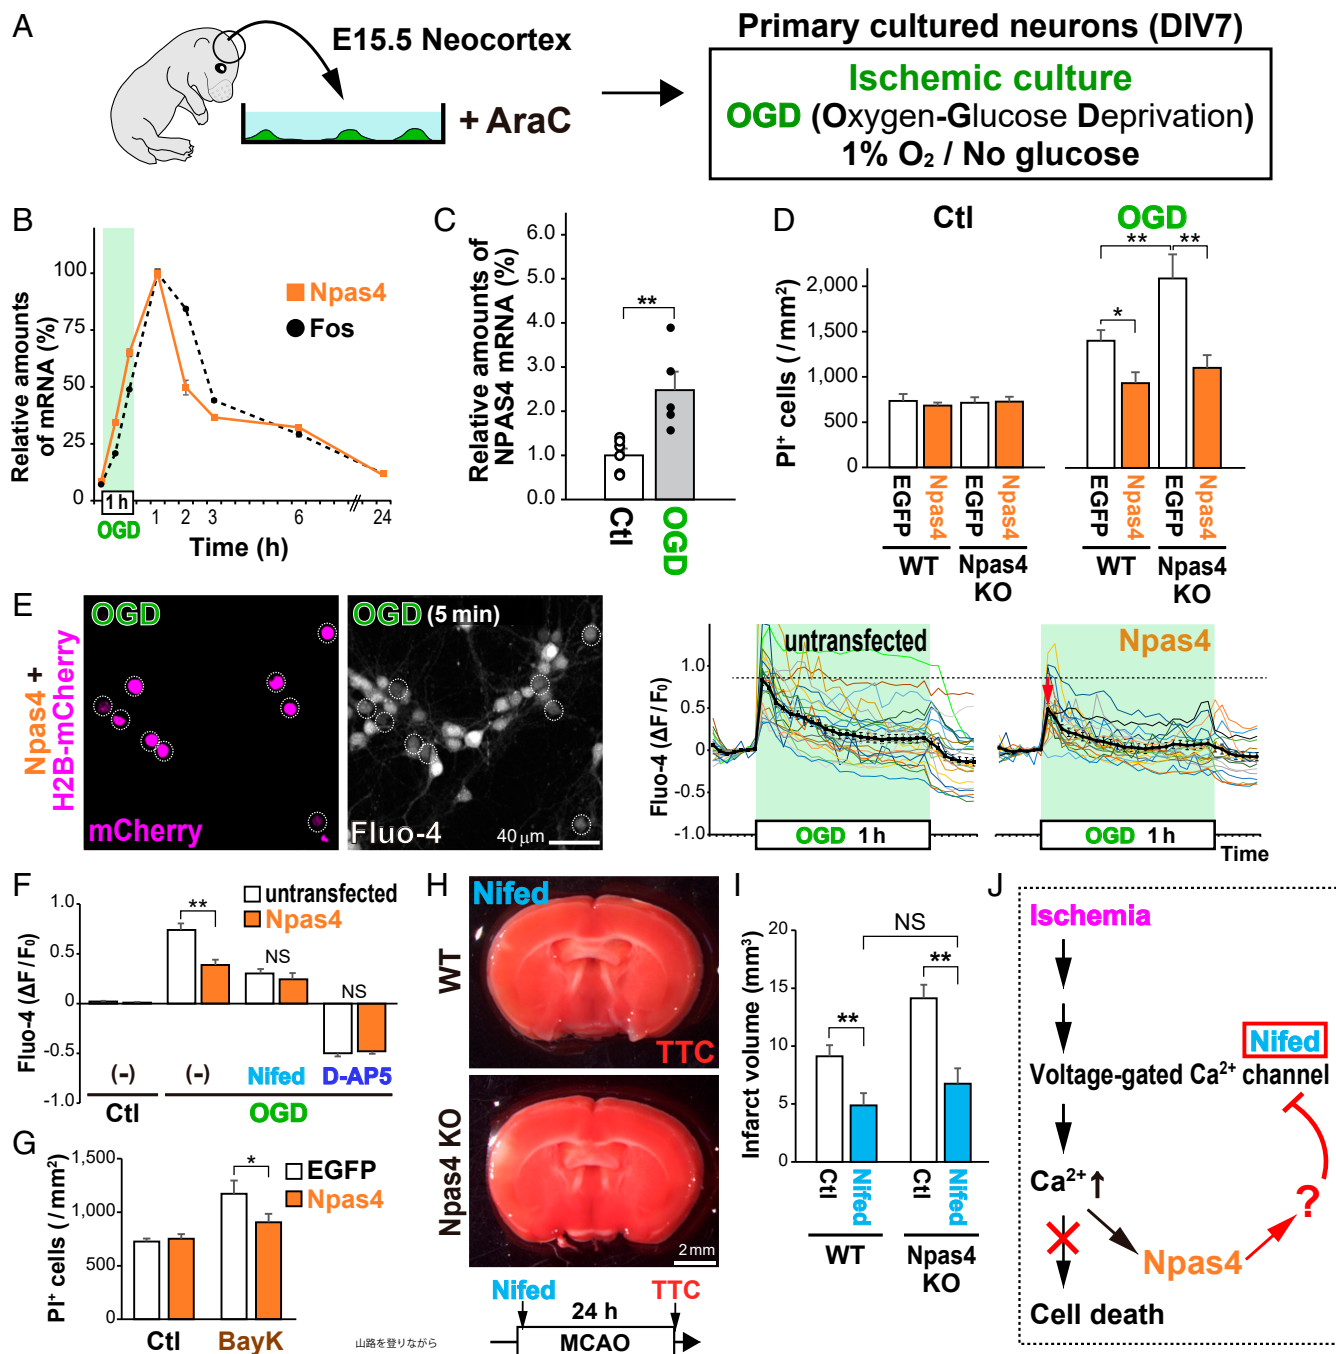 A
E15.5 Neocortex
+ AraC
Primary cultured neurons (DIV7)
Ischemic culture
OGD (Oxygen-Glucose Deprivation)
1% O₂ / No glucose
B
Relative amounts
of mRNA (%)
100
75
50
25
0
Npas4
Fos
1 h
OGD
1
2
3
6
24
Time (h)
C
Relative amounts of
NPAS4 mRNA (%)
6.0
5.0
4.0
3.0
2.0
1.0
0.0
**
Ctl
OGD
D
Ctl
OGD
PI⁺ cells ( /mm²)
2,000
1,500
1,000
500
0
**
**
*
EGFP
Npas4
EGFP
Npas4
WT
Npas4
KO
EGFP
Npas4
EGFP
Npas4
WT
Npas4
KO
E
Npas4 +
H2B-mCherry
OGD
mCherry
OGD (5 min)
Fluo-4
40 μm
Fluo-4 (ΔF / F₀)
1.0
0.5
0
-0.5
-1.0
untransfected
Npas4
OGD 1 h
OGD 1 h
Time
F
Fluo-4 (ΔF / F₀)
1.0
0.5
0
-0.5
-1.0
untransfected
Npas4
**
NS
NS
(-)
(-)
Nifed
D-AP5
Ctl
OGD
G
PI⁺ cells ( /mm²)
1,500
1,000
500
0
EGFP
Npas4
*
Ctl
BayK
山路を登りながら
H
Nifed
WT
TTC
Npas4 KO
2 mm
Nifed
TTC
24 h
MCAO
I
Infarct volume (mm³)
20
15
10
5
0
NS
**
**
Ctl
Nifed
Ctl
Nifed
WT
Npas4
KO
J
Ischemia
Nifed
Voltage-gated Ca²⁺ channel
Ca²⁺
?
Npas4
Cell death